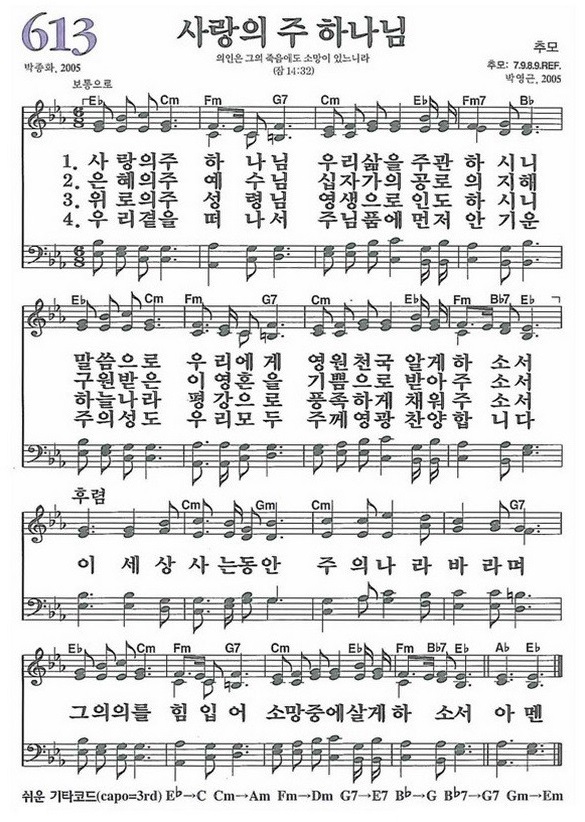 613
사랑의 주 하나님
의인은 그의 죽음에도 소망이 있느니라
(잠 14:32)
추모
박종화, 2005
추모: 7.9.8.9.REF.
박영근, 2005
보통으로
E♭ Cm Fm G7 Cm E♭ Fm7 B♭
1. 사 랑의주 하 나님 우리삶을 주관 하 시니
2. 은 혜의주 예 수님 십자가의 공로 의 지해
3. 위 로의주 성 령님 영생으로 인도 하 시니
4. 우 리곁을 떠 나서 주님품에 먼저 안 기운
E♭ Cm Fm G7 Cm E♭ Fm B♭7 E♭
말씀으로 우 리에 게 영원천국 알게하 소서
구원받은 이 영혼 을 기쁨으로 받아주 소서
하늘나라 평 강으 로 풍족하게 채워주 소서
주의성도 우 리모 두 주께영광 찬양합 니다
후렴
Cm Gm Cm G7
이 세 상 사 는동안 주 의나 라 바 라 며
E♭ Cm Fm G7 Cm E♭ Fm B♭7 E♭ A♭ E♭
그의의를 힘 입 어 소망중에살게하 소 서 아 멘
쉬운 기타코드(capo=3rd) E♭→C Cm→Am Fm→Dm G7→E7 B♭→G B♭7→G7 Gm→Em